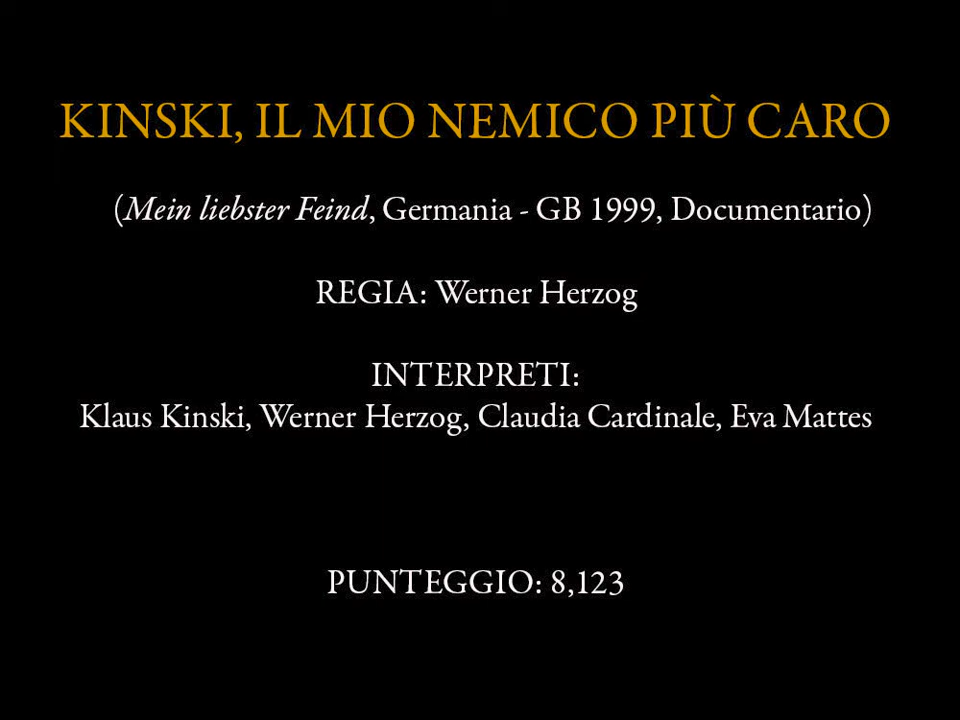 KINSKI, IL MIO NEMICO PIÙ CARO
(Mein liebster Feind, Germania - GB 1999, Documentario)
REGIA: Werner Herzog
INTERPRETI:
Klaus Kinski, Werner Herzog, Claudia Cardinale, Eva Mattes
PUNTEGGIO: 8,123